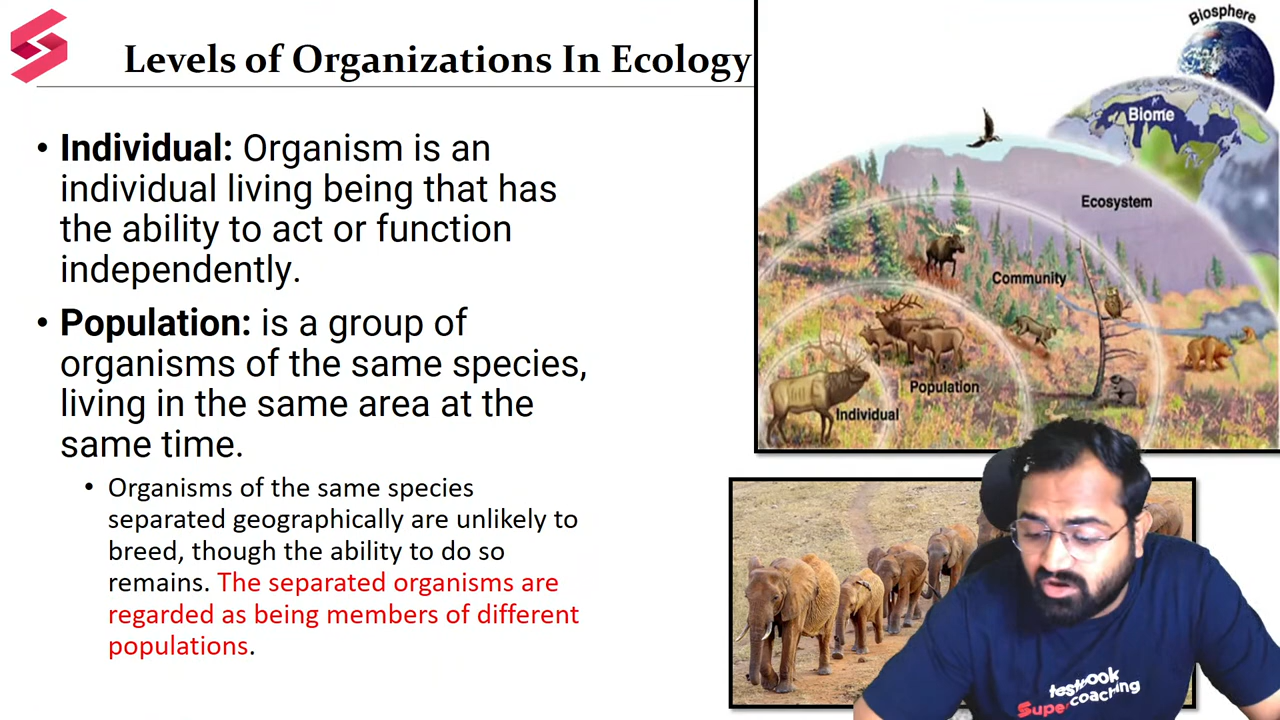 Levels of Organizations In Ecology
• Individual: Organism is an
individual living being that has
the ability to act or function
independently.
• Population: is a group of
organisms of the same species,
living in the same area at the
same time.
• Organisms of the same species
separated geographically are unlikely to
breed, though the ability to do so
remains. The separated organisms are
regarded as being members of different
populations.
Biosphere
Biome
Ecosystem
Community
Population
Individual
testbook
Supercoaching